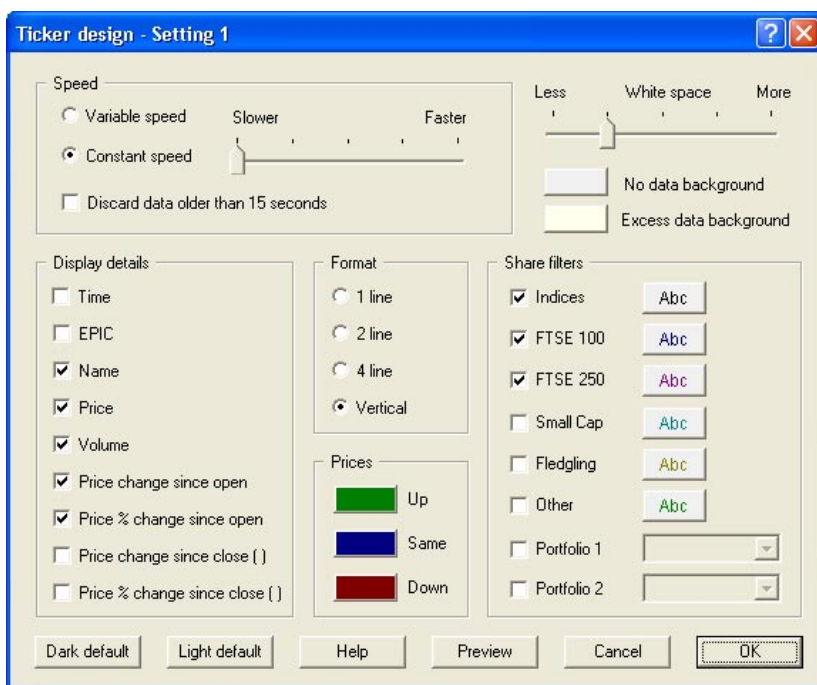 Ticker design - Setting 1
Speed
Variable speed
Slower
Faster
Constant speed
Discard data older than 15 seconds
Less
White space
More
No data background
Excess data background
Display details
Time
EPIC
Name
Price
Volume
Price change since open
Price % change since open
Price change since close ( )
Price % change since close ( )
Format
1 line
2 line
4 line
Vertical
Prices
Up
Same
Down
Share filters
Indices Abc
FTSE 100 Abc
FTSE 250 Abc
Small Cap Abc
Fledgling Abc
Other Abc
Portfolio 1
Portfolio 2
Dark default
Light default
Help
Preview
Cancel
OK